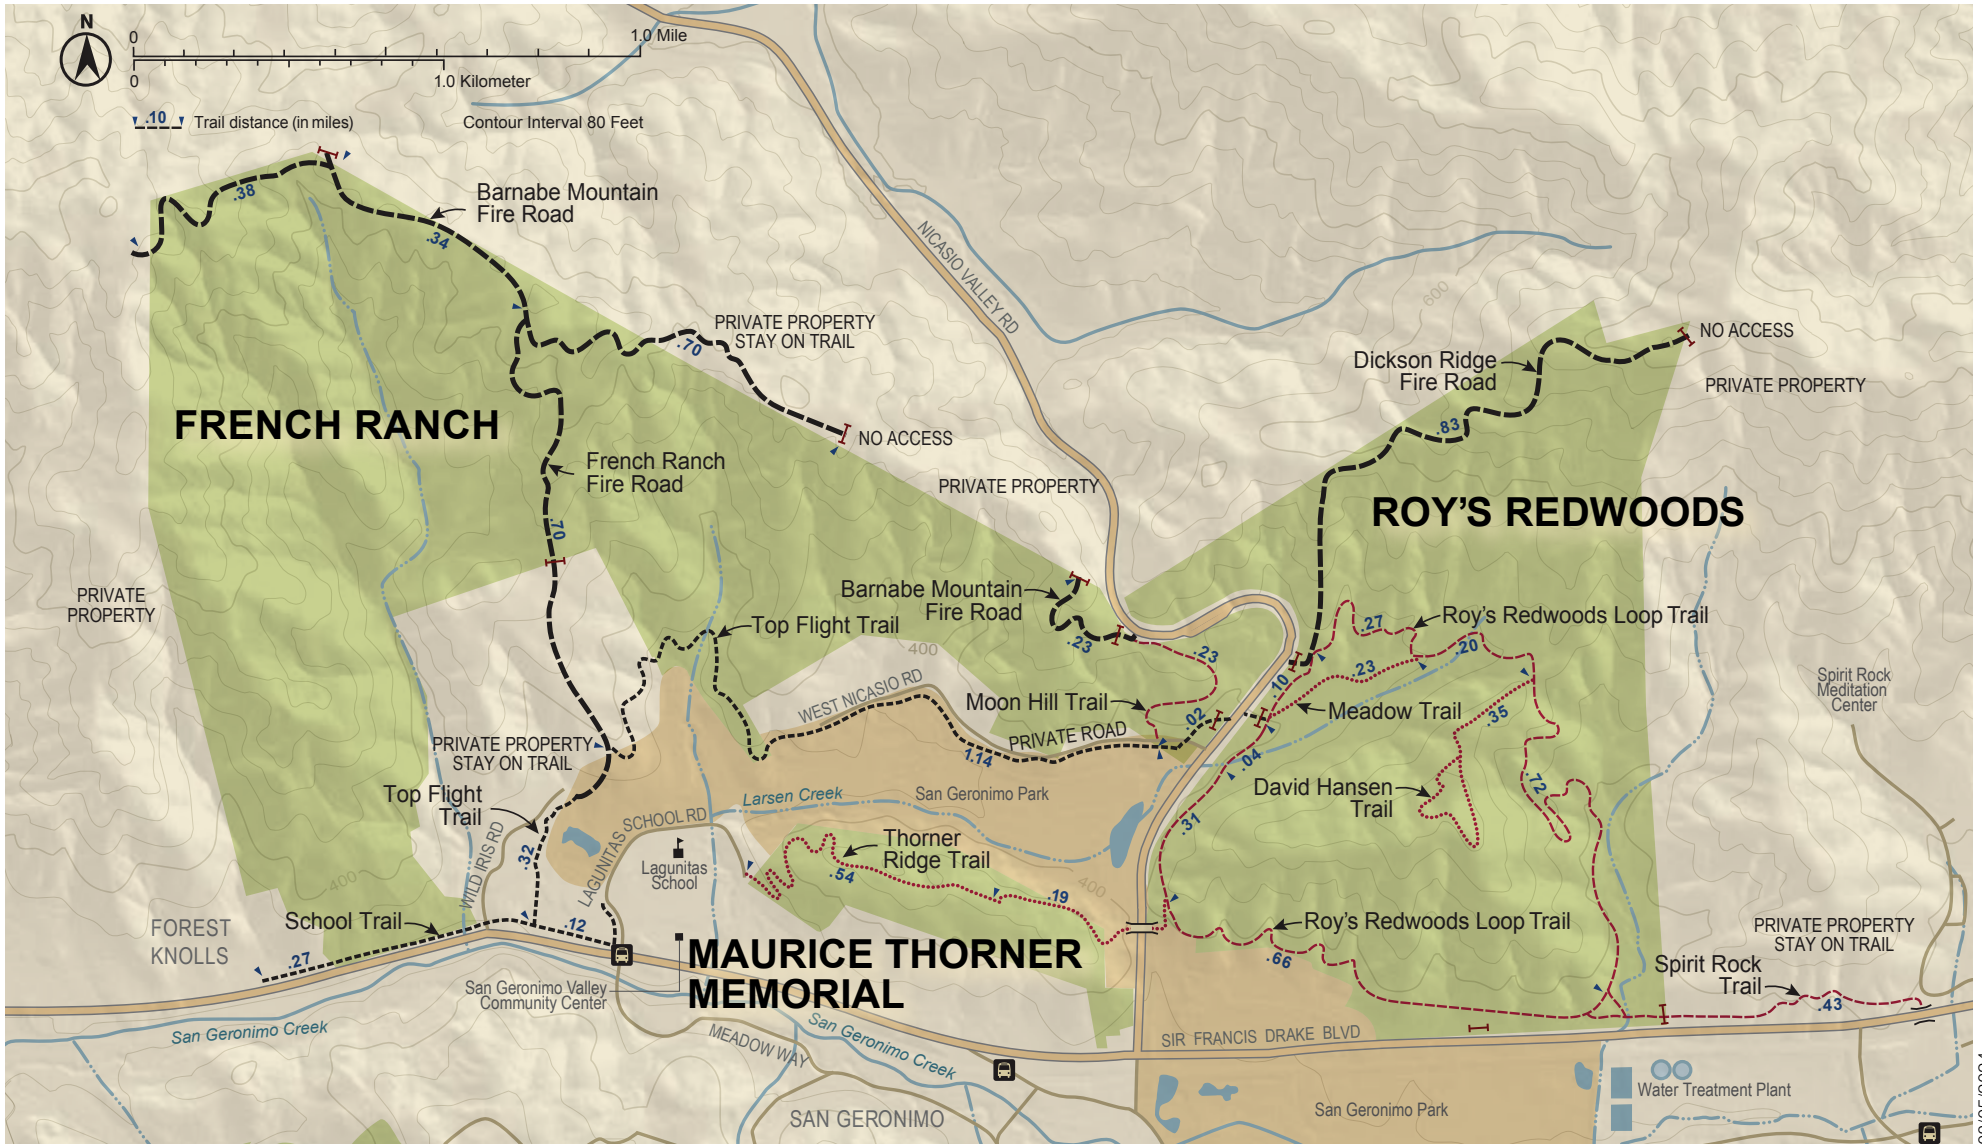 N
0
1.0 Mile
0
1.0 Kilometer
.10
Trail distance (in miles)
Contour Interval 80 Feet
.38
Barnabe Mountain
Fire Road
.34
NICASIO VALLEY RD
PRIVATE PROPERTY
STAY ON TRAIL
.70
600
NO ACCESS
Dickson Ridge
Fire Road
PRIVATE PROPERTY
.83
FRENCH RANCH
NO ACCESS
French Ranch
Fire Road
PRIVATE PROPERTY
ROY'S REDWOODS
.70
PRIVATE
PROPERTY
Barnabe Mountain
Fire Road
.23
Top Flight Trail
400
.23
.27
Roy's Redwoods Loop Trail
.20
.23
Spirit Rock
Meditation
Center
WEST NICASIO RD
Moon Hill Trail
.10
.02
Meadow Trail
.35
PRIVATE ROAD
PRIVATE PROPERTY
STAY ON TRAIL
1.14
.04
Top Flight
Trail
Larsen Creek
San Geronimo Park
David Hansen
Trail
.72
LAGUNITAS SCHOOL RD
.31
WILD IRIS RD
.32
Lagunitas
School
Thorner
Ridge Trail
.54
.19
400
400
FOREST
KNOLLS
School Trail
.12
.27
Roy's Redwoods Loop Trail
.66
PRIVATE PROPERTY
STAY ON TRAIL
MAURICE THORNER
MEMORIAL
Spirit Rock
Trail
.43
San Geronimo Valley
Community Center
San Geronimo Creek
San Geronimo Creek
MEADOW WAY
SIR FRANCIS DRAKE BLVD
Water Treatment Plant
San Geronimo Park
SAN GERONIMO